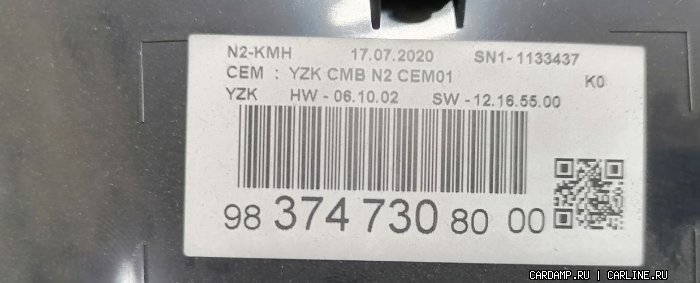 N2-KMH 17.07.2020 SN1-1133437
CEM : YZK CMB N2 CEM01 K0
YZK HW - 06.10.02 SW - 12.16.55.00
98 374 730 80 00
CARDAMP.RU | CARLINE.RU